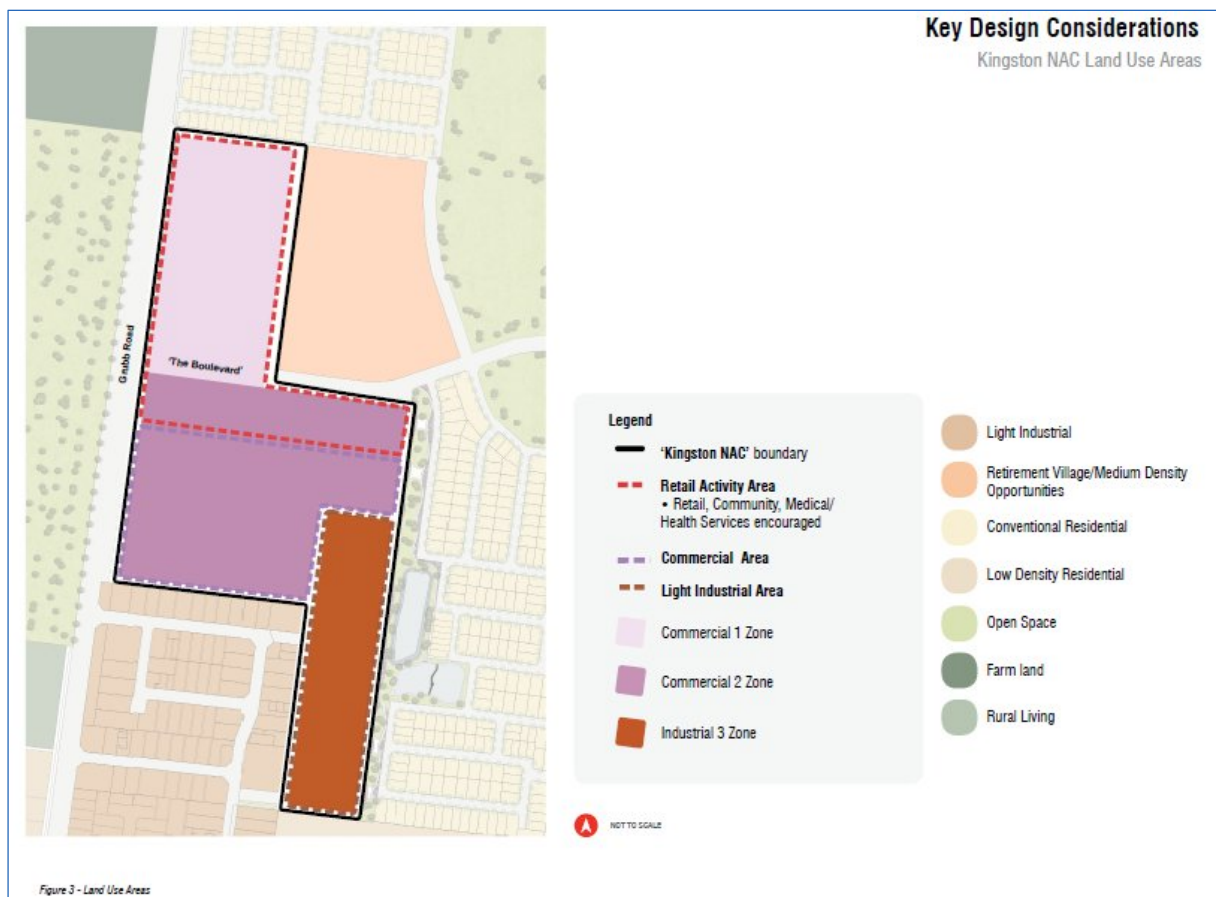 Key Design Considerations
Kingston NAC Land Use Areas
Grubb Road
'The Boulevard'
Legend
'Kingston NAC' boundary
Retail Activity Area
• Retail, Community, Medical/
Health Services encouraged
Commercial Area
Light Industrial Area
Commercial 1 Zone
Commercial 2 Zone
Industrial 3 Zone
Light Industrial
Retirement Village/Medium Density
Opportunities
Conventional Residential
Low Density Residential
Open Space
Farm land
Rural Living
NOT TO SCALE
Figure 3 - Land Use Areas